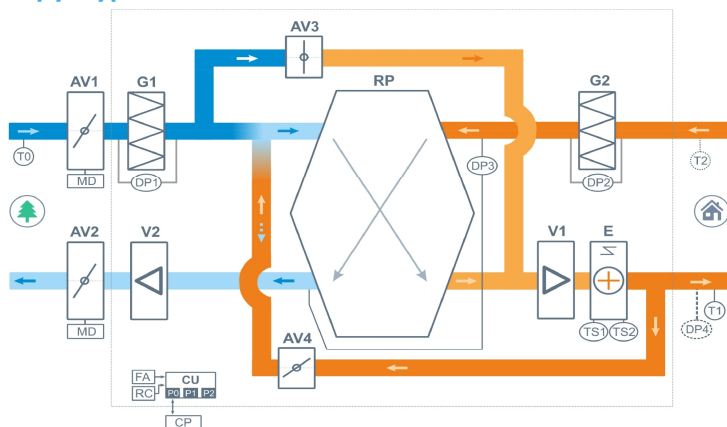 AV3
AV1
G1
RP
G2
T0
MD
DP1
DP3
DP2
T2
AV2
V2
V1
E
MD
TS1
TS2
T1
DP4
AV4
FA
RC
CU
P0 P1 P2
CP